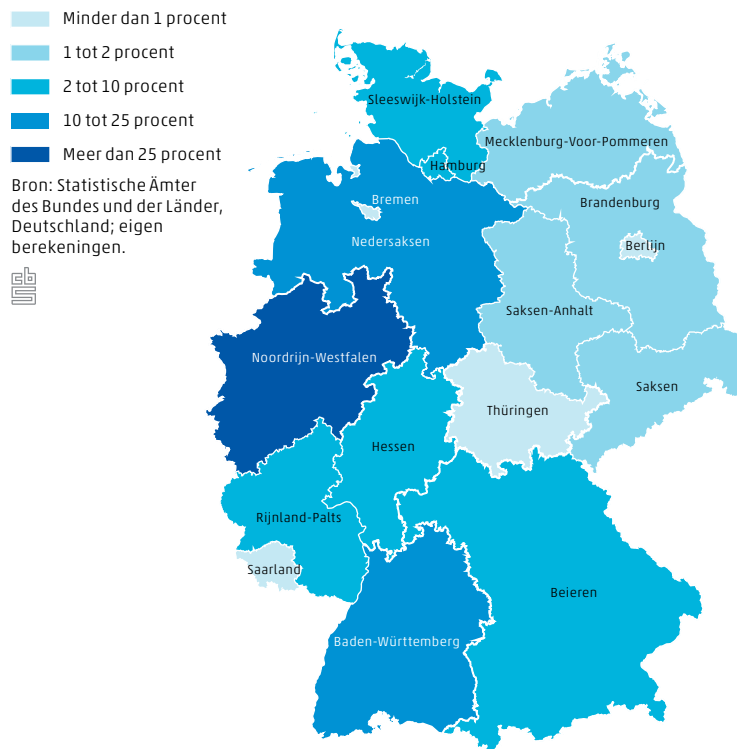 Minder dan 1 procent
1 tot 2 procent
2 tot 10 procent
10 tot 25 procent
Meer dan 25 procent
Bron: Statistische Ämter
des Bundes und der Länder,
Deutschland; eigen
berekeningen.
cbs
Sleeswijk-Holstein
Mecklenburg-Voor-Pommeren
Hamburg
Bremen
Brandenburg
Nedersaksen
Berlijn
Saksen-Anhalt
Noordrijn-Westfalen
Saksen
Thüringen
Hessen
Rijnland-Palts
Saarland
Beieren
Baden-Württemberg